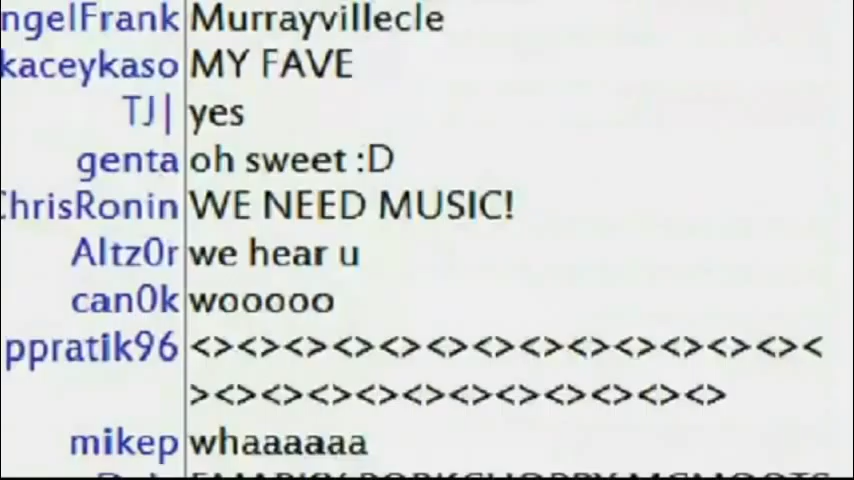 ngelFrank Murrayvillecle
kaceykaso MY FAVE
TJ| yes
genta oh sweet :D
ChrisRonin WE NEED MUSIC!
Altz0r we hear u
can0k wooooo
ppratik96 <><><><><><><><><><><><><><
><><><><><><><><><><><>
mikep whaaaaaa